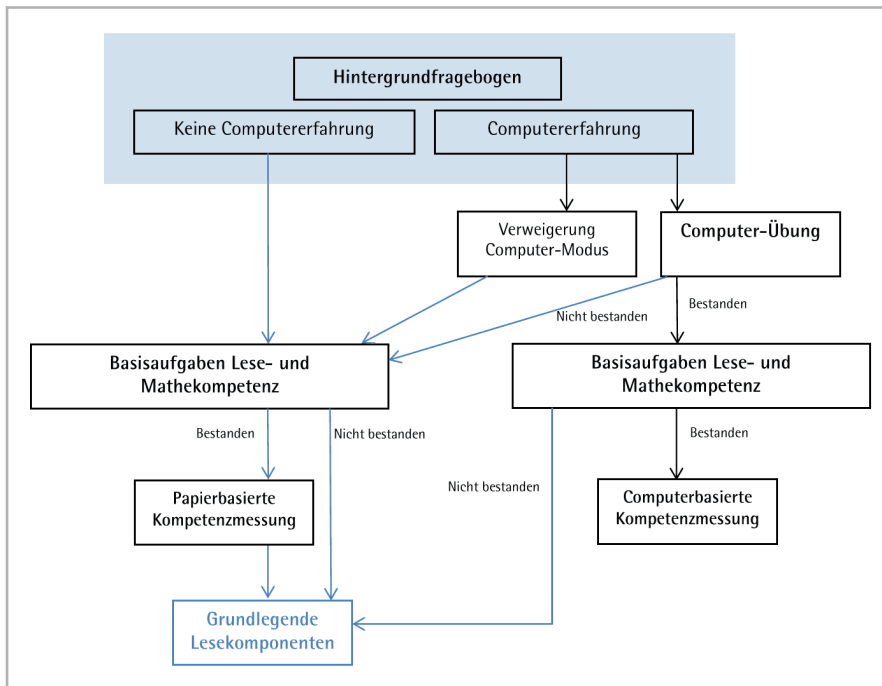 Hintergrundfragebogen
Keine Computererfahrung
Computererfahrung
Verweigerung
Computer-Modus
Computer-Übung
Nicht bestanden
Bestanden
Basisaufgaben Lese- und
Mathekompetenz
Basisaufgaben Lese- und
Mathekompetenz
Bestanden
Nicht bestanden
Bestanden
Nicht bestanden
Papierbasierte
Kompetenzmessung
Computerbasierte
Kompetenzmessung
Grundlegende
Lesekomponenten